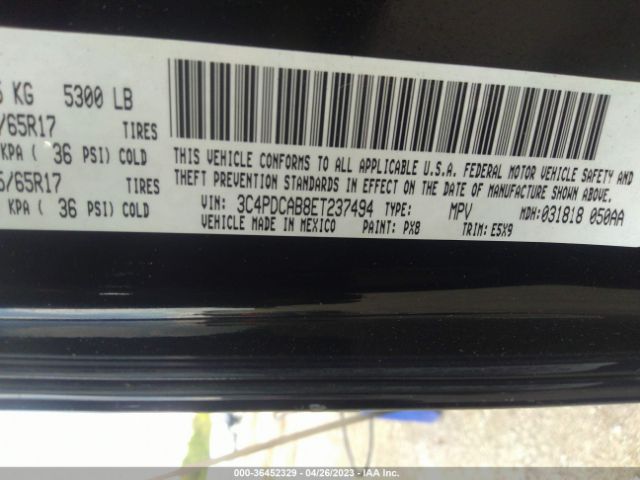 KG 5300 LB
/65R17 TIRES
KPA ( 36 PSI) COLD
/65R17 TIRES
KPA ( 36 PSI) COLD
THIS VEHICLE CONFORMS TO ALL APPLICABLE U.S.A. FEDERAL MOTOR VEHICLE SAFETY AND
THEFT PREVENTION STANDARDS IN EFFECT ON THE DATE OF MANUFACTURE SHOWN ABOVE.
VIN: 3C4PDCAB8ET237494 TYPE: MPV MDH: 031818 050AA
VEHICLE MADE IN MEXICO PAINT: PX8 TRIM: E5X9
000-36452329 - 04/26/2023 - IAA Inc.